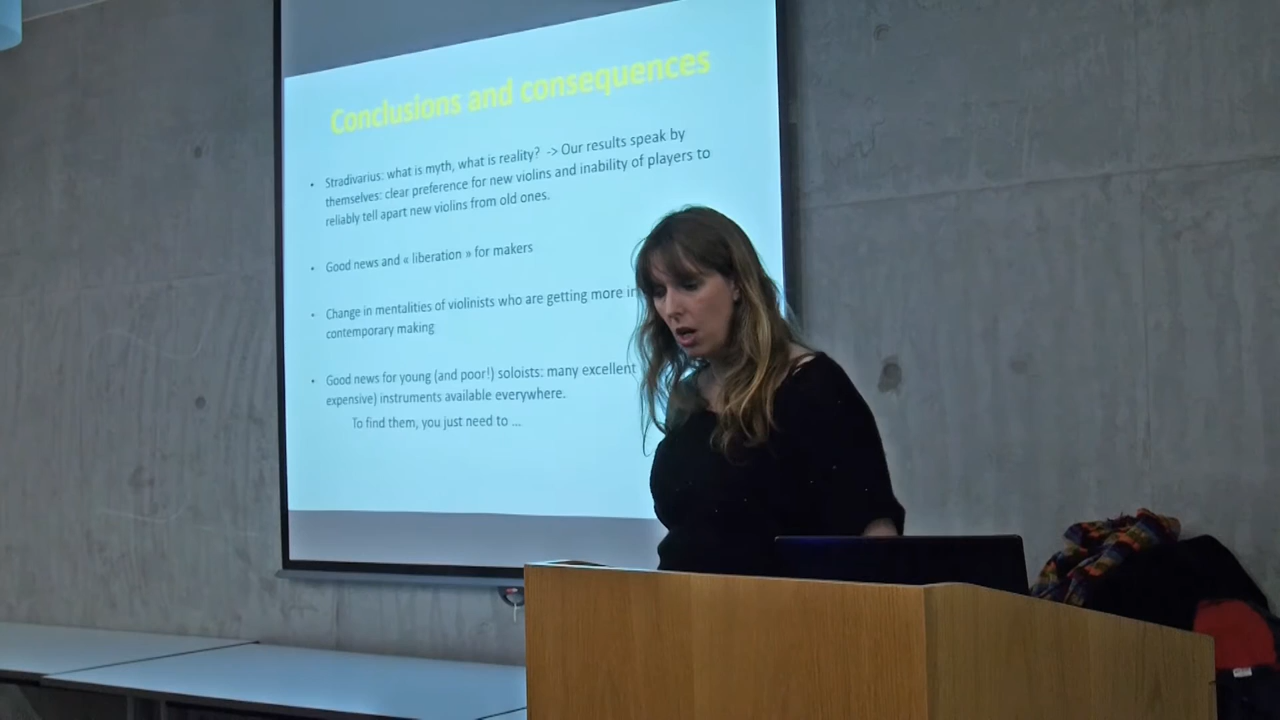 Conclusions and consequences
• Stradivarius: what is myth, what is reality? -> Our results speak by
themselves: clear preference for new violins and inability of players to
reliably tell apart new violins from old ones.
• Good news and « liberation » for makers
• Change in mentalities of violinists who are getting more
contemporary making
• Good news for young (and poor!) soloists: many excellent
expensive) instruments available everywhere.
To find them, you just need to ...